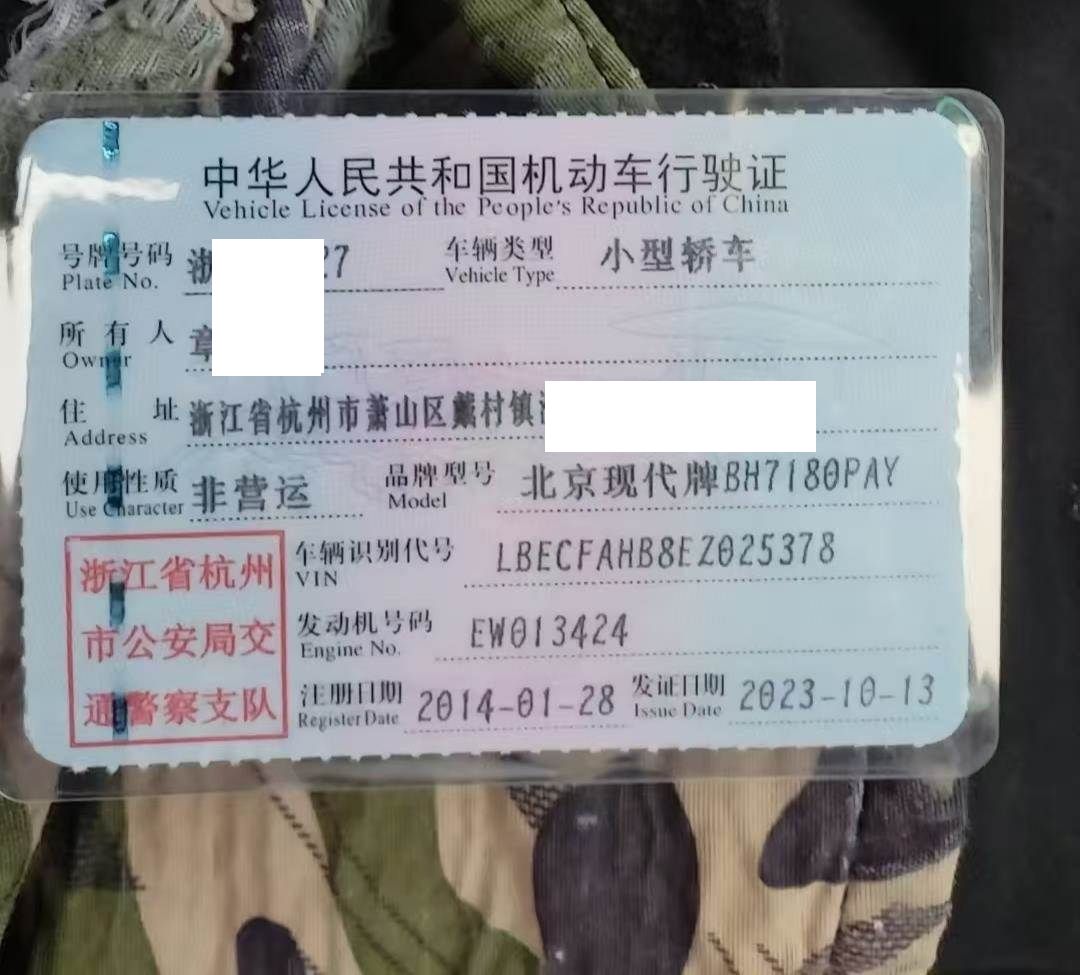 中华人民共和国机动车行驶证
Vehicle License of the People's Republic of China
号牌号码 浙 27 车辆类型 小型轿车
Plate No. Vehicle Type
所有人 章
Owner
住址 浙江省杭州市萧山区戴村镇
Address
使用性质 非营运 品牌型号 北京现代牌BH7180PAY
Use Character Model
浙江省杭州
市公安局交
通警察支队
车辆识别代号 LBECFAHB8EZ025378
VIN
发动机号码 EW013424
Engine No.
注册日期 2014-01-28 发证日期 2023-10-13
Register Date Issue Date